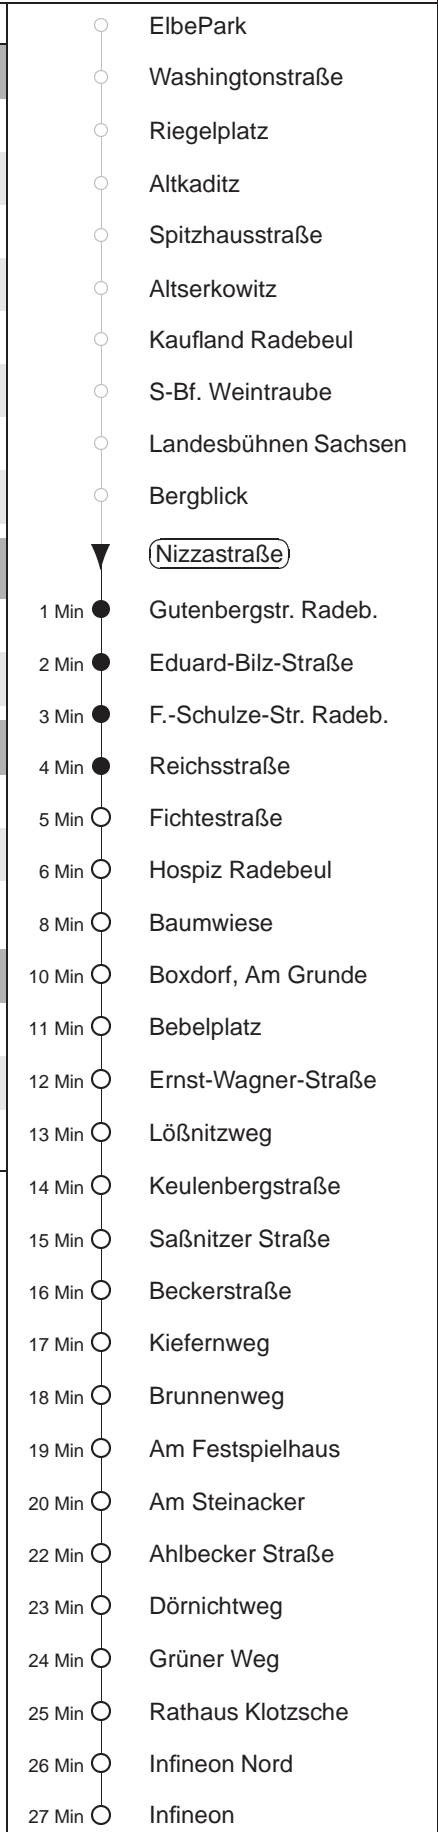 ElbePark
Washingtonstraße
Riegelplatz
Altkaditz
Spitzhausstraße
Altserkowitz
Kaufland Radebeul
S-Bf. Weintraube
Landesbühnen Sachsen
Bergblick
Nizzastraße
1 Min Gutenbergstr. Radeb.
2 Min Eduard-Bilz-Straße
3 Min F.-Schulze-Str. Radeb.
4 Min Reichsstraße
5 Min Fichtestraße
6 Min Hospiz Radebeul
8 Min Baumwiese
10 Min Boxdorf, Am Grunde
11 Min Bebelplatz
12 Min Ernst-Wagner-Straße
13 Min Lößnitzweg
14 Min Keulenbergstraße
15 Min Saßnitzer Straße
16 Min Beckerstraße
17 Min Kiefernweg
18 Min Brunnenweg
19 Min Am Festspielhaus
20 Min Am Steinacker
22 Min Ahlbecker Straße
23 Min Dörnichtweg
24 Min Grüner Weg
25 Min Rathaus Klotzsche
26 Min Infineon Nord
27 Min Infineon